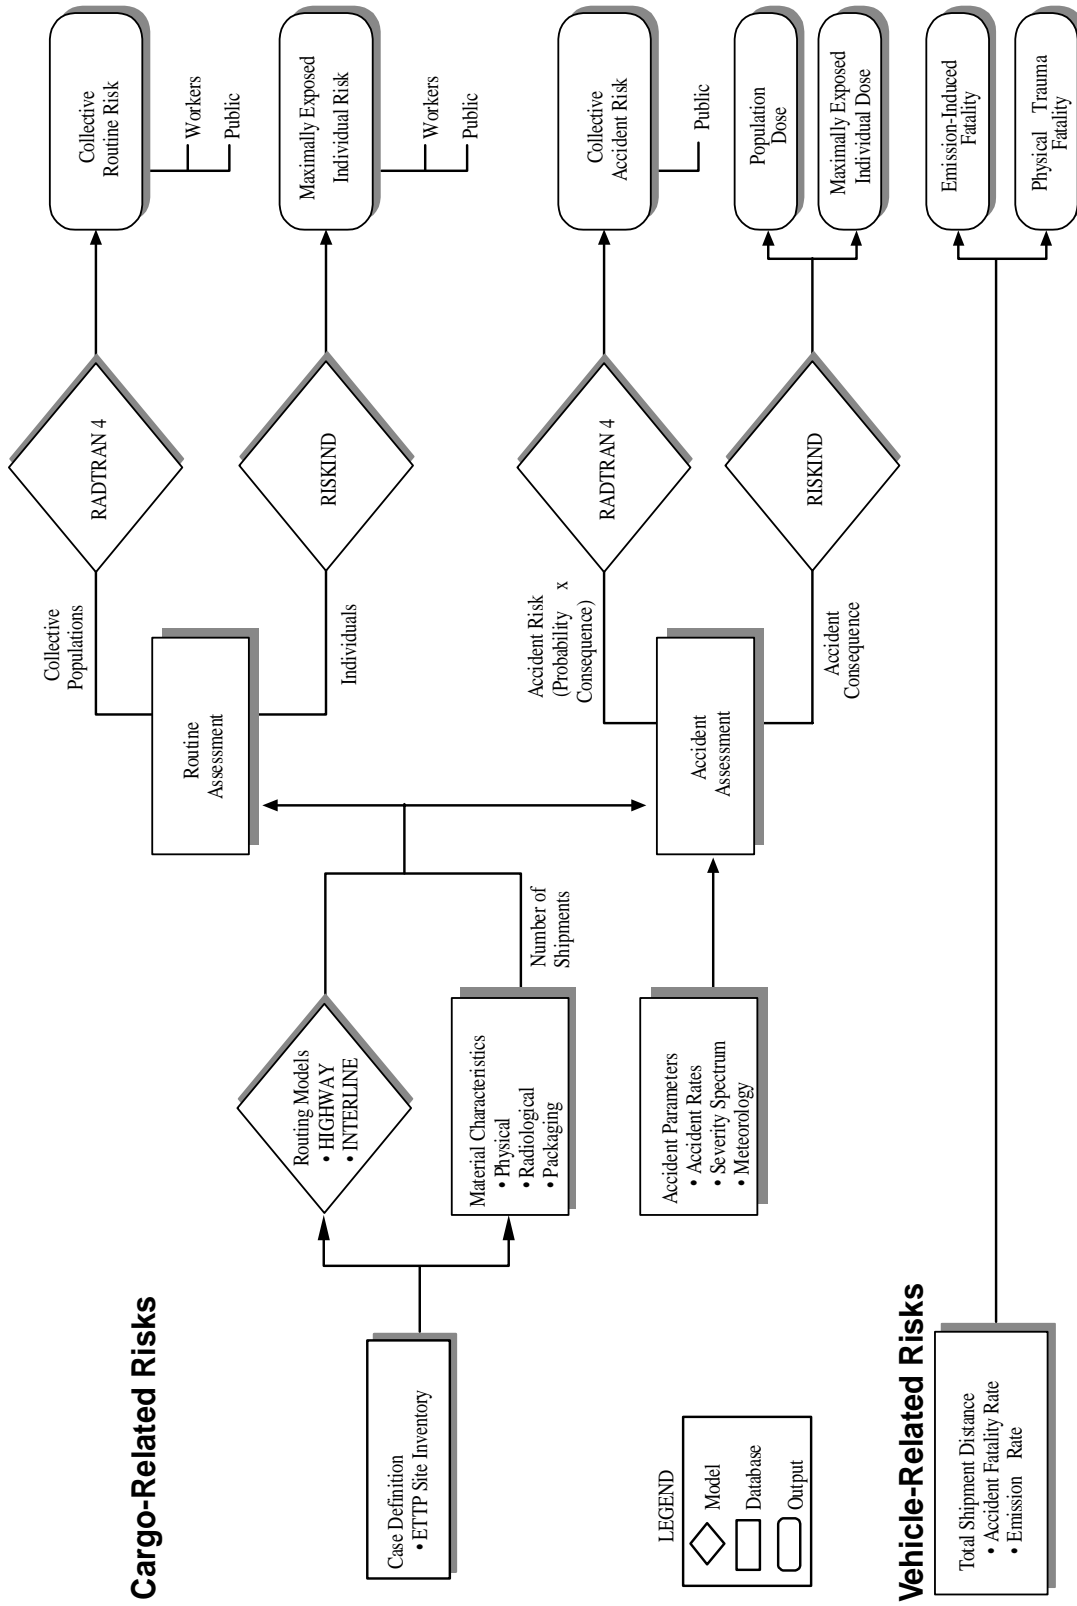 Cargo-Related Risks
Case Definition
• ETTP Site Inventory
Routing Models
• HIGHWAY
• INTERLINE
Material Characteristics
• Physical
• Radiological
• Packaging
Number of
Shipments
Accident Parameters
• Accident Rates
• Severity Spectrum
• Meteorology
Routine
Assessment
Accident
Assessment
Collective
Populations
Individuals
Accident Risk
(Probability x
Consequence)
Accident
Consequence
RADTRAN 4
RISKIND
RADTRAN 4
RISKIND
Collective
Routine Risk
Workers
Public
Maximally Exposed
Individual Risk
Workers
Public
Collective
Accident Risk
Public
Population
Dose
Maximally Exposed
Individual Dose
LEGEND
Model
Database
Output
Vehicle-Related Risks
Total Shipment Distance
• Accident Fatality Rate
• Emission Rate
Emission-Induced
Fatality
Physical Trauma
Fatality